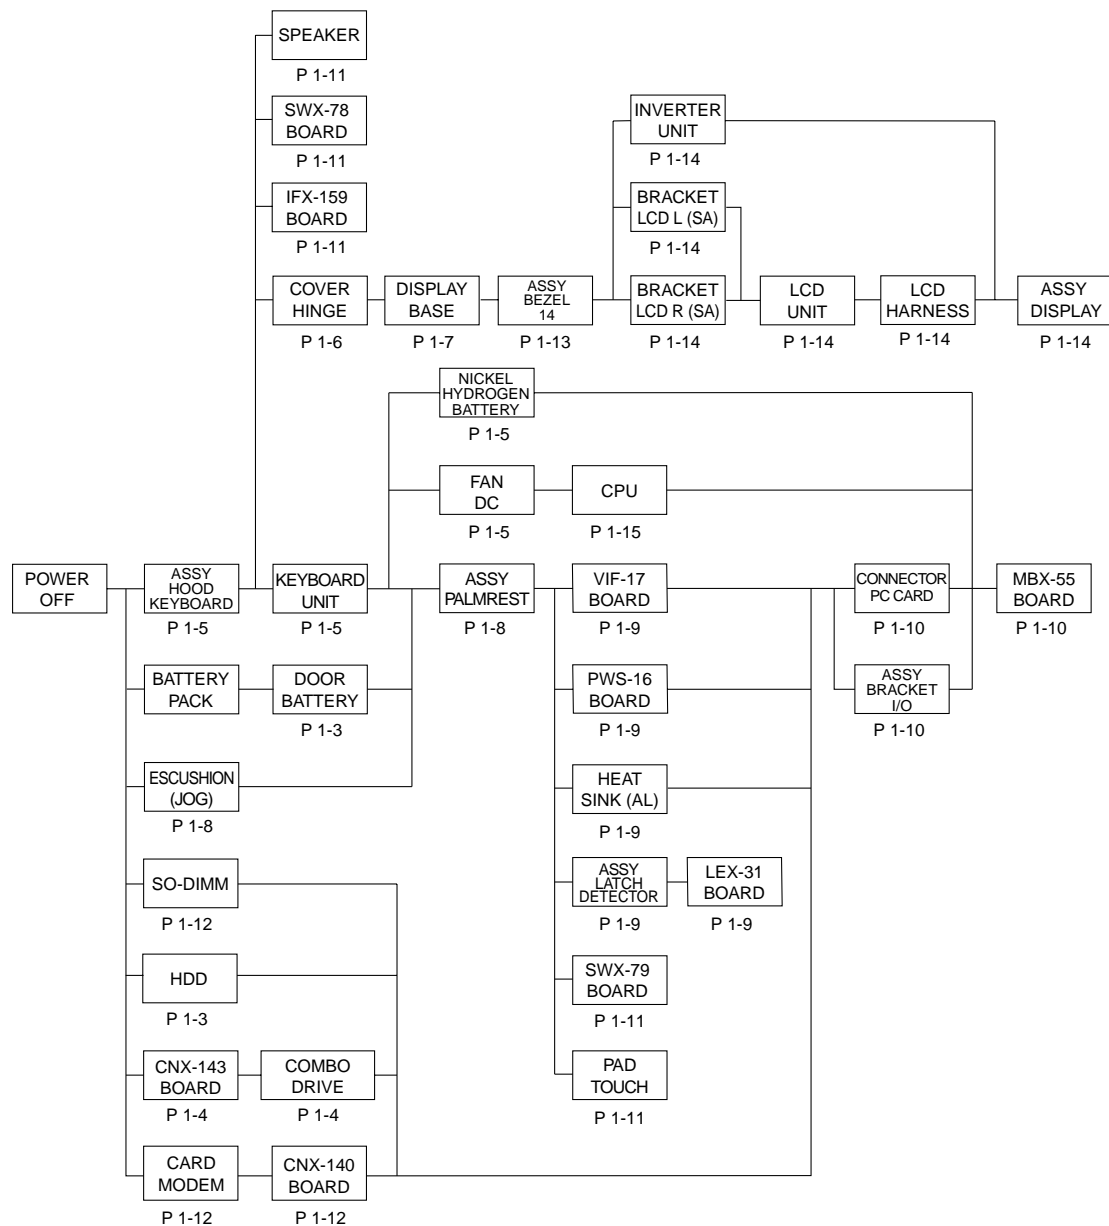 SPEAKER
P 1-11
SWX-78
BOARD
P 1-11
IFX-159
BOARD
P 1-11
INVERTER
UNIT
P 1-14
BRACKET
LCD L (SA)
P 1-14
COVER
HINGE
P 1-6
DISPLAY
BASE
P 1-7
ASSY
BEZEL
14
P 1-13
BRACKET
LCD R (SA)
P 1-14
LCD
UNIT
P 1-14
LCD
HARNESS
P 1-14
ASSY
DISPLAY
P 1-14
NICKEL
HYDROGEN
BATTERY
P 1-5
FAN
DC
P 1-5
CPU
P 1-15
POWER
OFF
ASSY
HOOD
KEYBOARD
P 1-5
KEYBOARD
UNIT
P 1-5
ASSY
PALMREST
P 1-8
VIF-17
BOARD
P 1-9
CONNECTOR
PC CARD
P 1-10
MBX-55
BOARD
P 1-10
BATTERY
PACK
DOOR
BATTERY
P 1-3
PWS-16
BOARD
P 1-9
ASSY
BRACKET
I/O
P 1-10
ESCUSHION
(JOG)
P 1-8
HEAT
SINK (AL)
P 1-9
SO-DIMM
P 1-12
ASSY
LATCH
DETECTOR
P 1-9
LEX-31
BOARD
P 1-9
HDD
P 1-3
SWX-79
BOARD
P 1-11
CNX-143
BOARD
P 1-4
COMBO
DRIVE
P 1-4
PAD
TOUCH
P 1-11
CARD
MODEM
P 1-12
CNX-140
BOARD
P 1-12